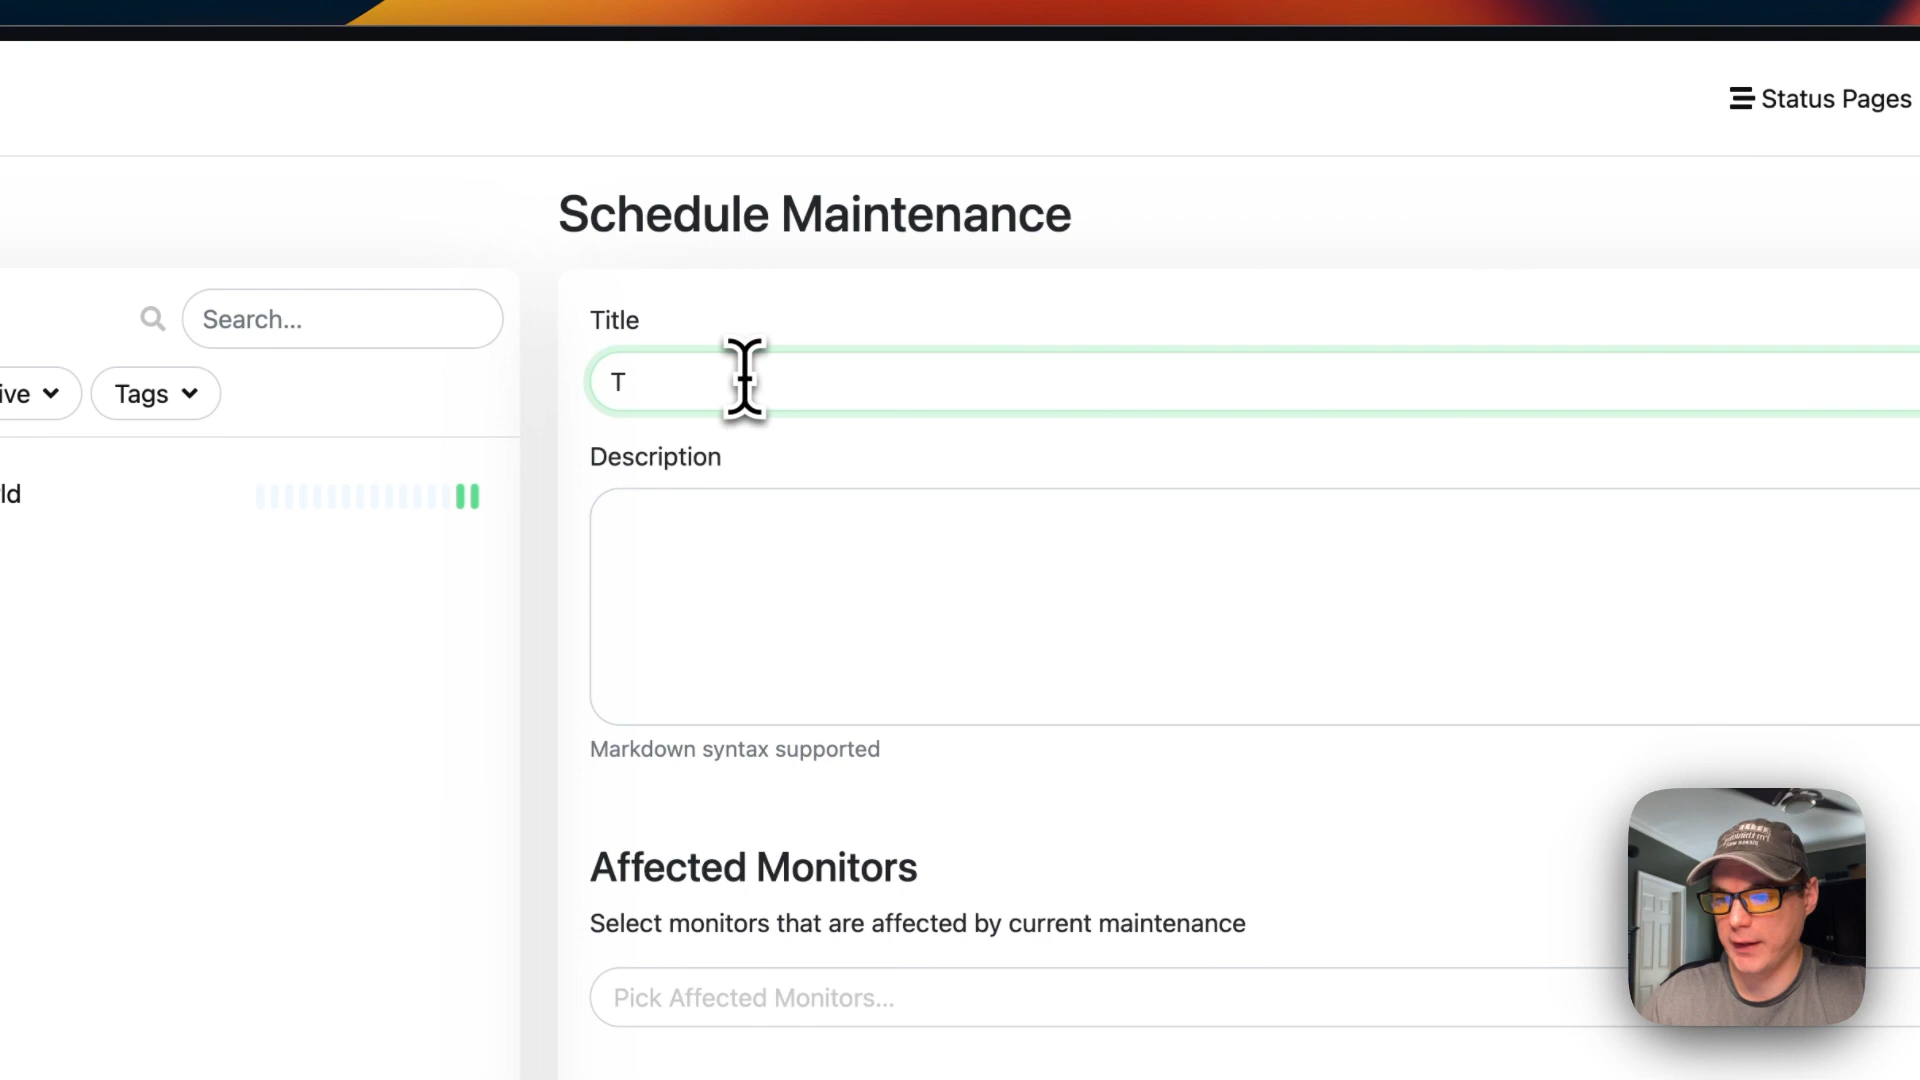 Status Pages
Schedule Maintenance
Search...
Title
T
ive
Tags
Description
ld
Markdown syntax supported
Affected Monitors
Select monitors that are affected by current maintenance
Pick Affected Monitors...